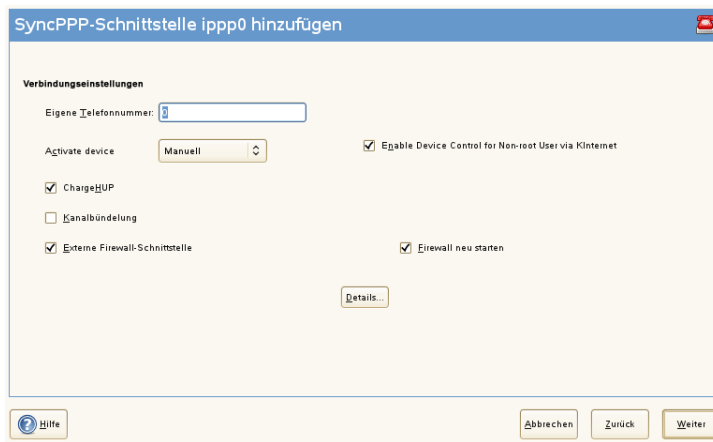 SyncPPP-Schnittstelle ippp0 hinzufügen
Verbindungseinstellungen
Eigene Telefonnummer: 0
Activate device Manuell
Enable Device Control for Non-root User via KInternet
ChargeHUP
Kanalbündelung
Externe Firewall-Schnittstelle
Firewall neu starten
Details...
Hilfe
Abbrechen
Zurück
Weiter